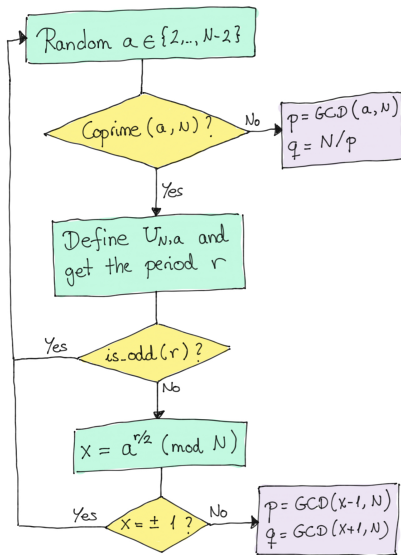 Random a ∈ {2,.., N-2}
Coprime (a, N) ?
No
p = GCD (a, N)
q = N/p
Yes
Define U_N,a and
get the period r
Yes
is_odd (r) ?
No
x = a^r/2 (mod N)
Yes
x = ± 1 ?
No
p = GCD (x-1, N)
q = GCD (x+1, N)